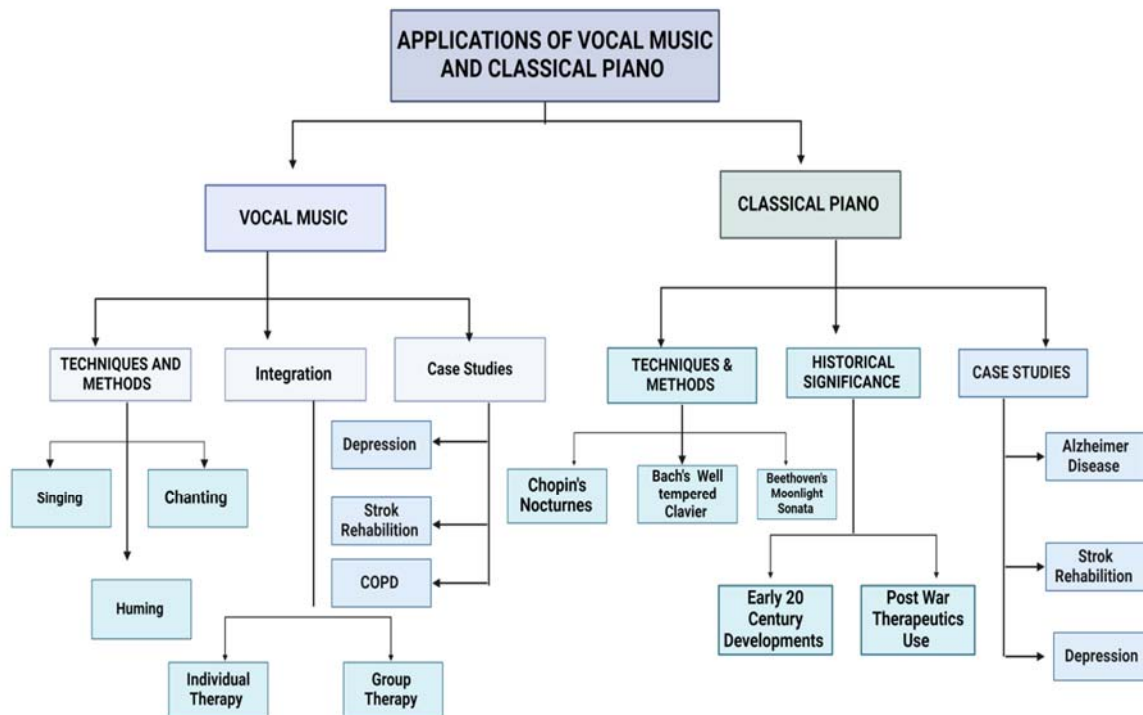 APPLICATIONS OF VOCAL MUSIC
AND CLASSICAL PIANO
VOCAL MUSIC
CLASSICAL PIANO
TECHNIQUES AND
METHODS
Integration
Case Studies
TECHNIQUES &
METHODS
HISTORICAL
SIGNIFICANCE
CASE STUDIES
Singing
Chanting
Huming
Depression
Strok
Rehabilition
COPD
Individual
Therapy
Group
Therapy
Chopin's
Nocturnes
Bach's Well
tempered
Clavier
Beethoven's
Moonlight
Sonata
Early 20
Century
Developments
Post War
Therapeutics
Use
Alzheimer
Disease
Strok
Rehabilition
Depression